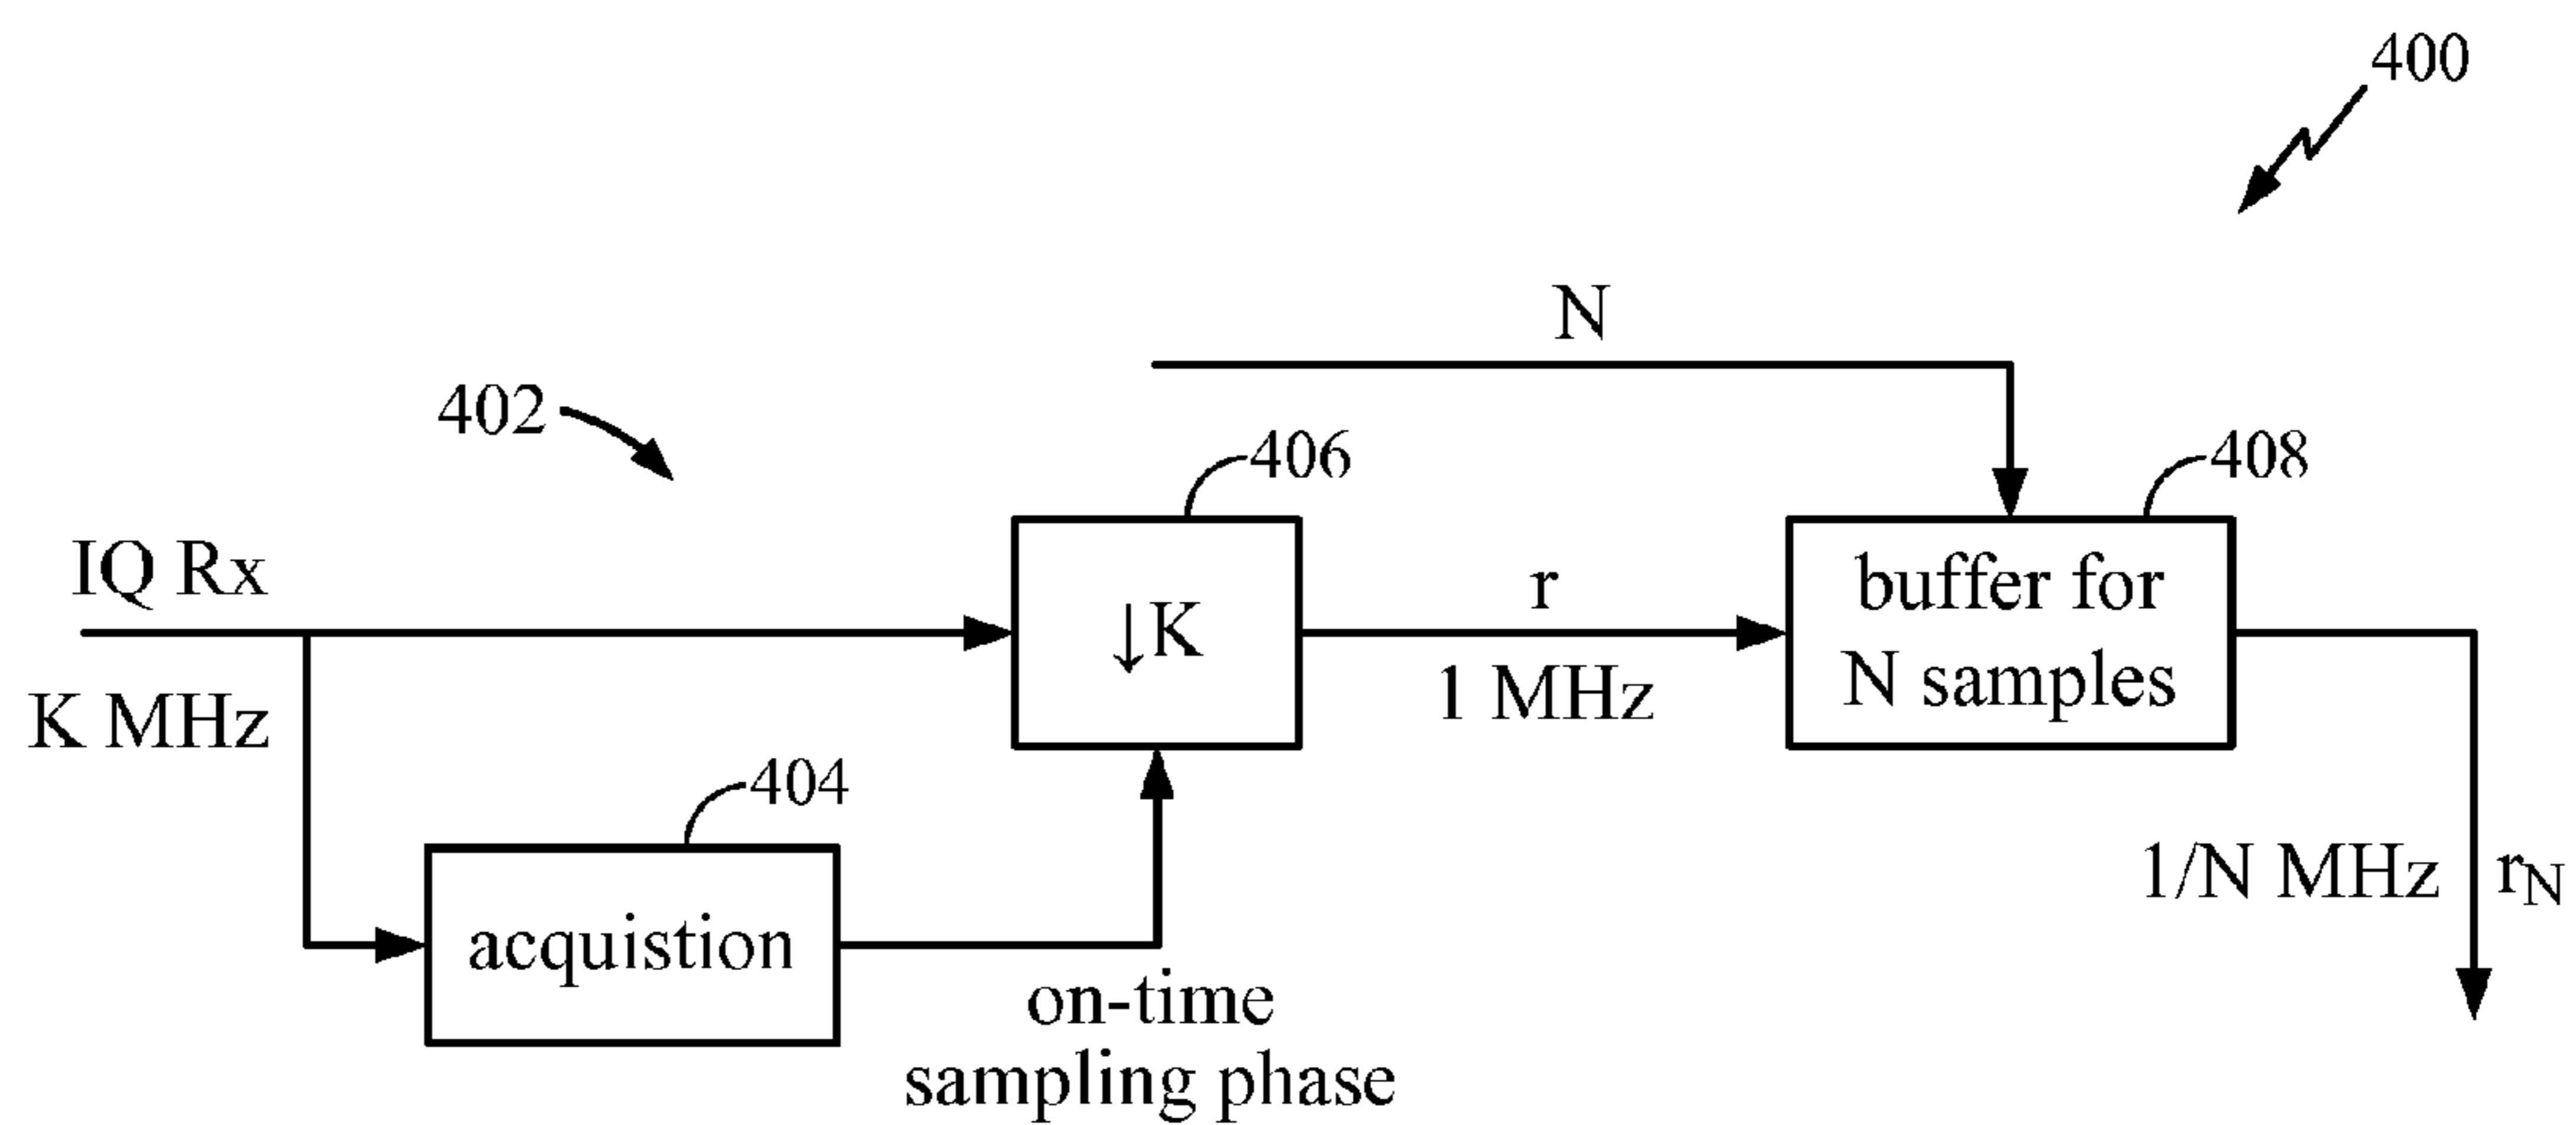 400
N
402
406
408
IQ Rx
K MHz
↓K
r
1 MHz
buffer for
N samples
404
acquistion
on-time
sampling phase
1/N MHz
rN